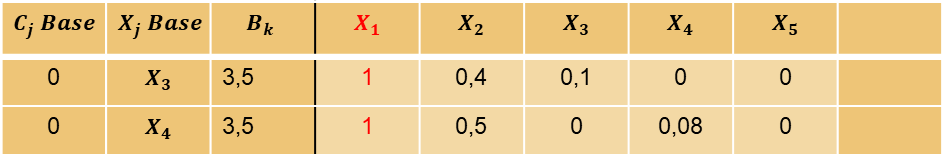 C_j Base X_j Base B_k X_1 X_2 X_3 X_4 X_5
0 X_3 3,5 1 0,4 0,1 0 0
0 X_4 3,5 1 0,5 0 0,08 0